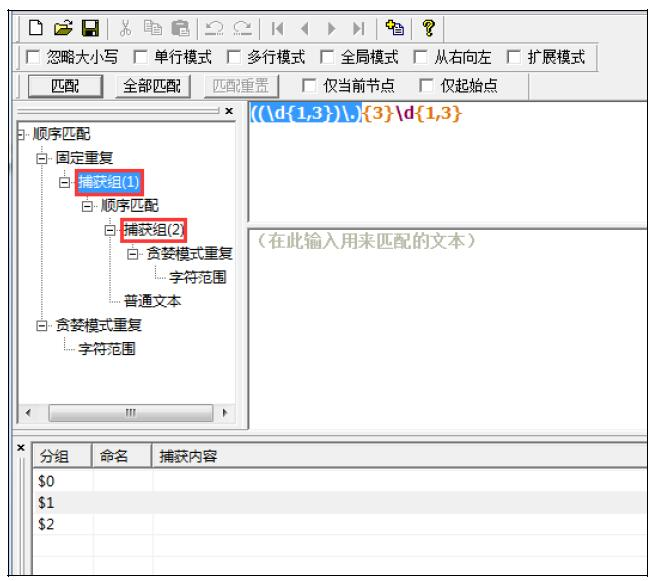 忽略大小写 单行模式 多行模式 全局模式 从右向左 扩展模式
匹配 全部匹配 匹配重置 仅当前节点 仅起始点
((\d{1,3})\.){3}\d{1,3}
顺序匹配
固定重复
捕获组(1)
顺序匹配
捕获组(2)
贪婪模式重复
字符范围
普通文本
贪婪模式重复
字符范围
(在此输入用来匹配的文本)
分组 命名 捕获内容
$0
$1
$2